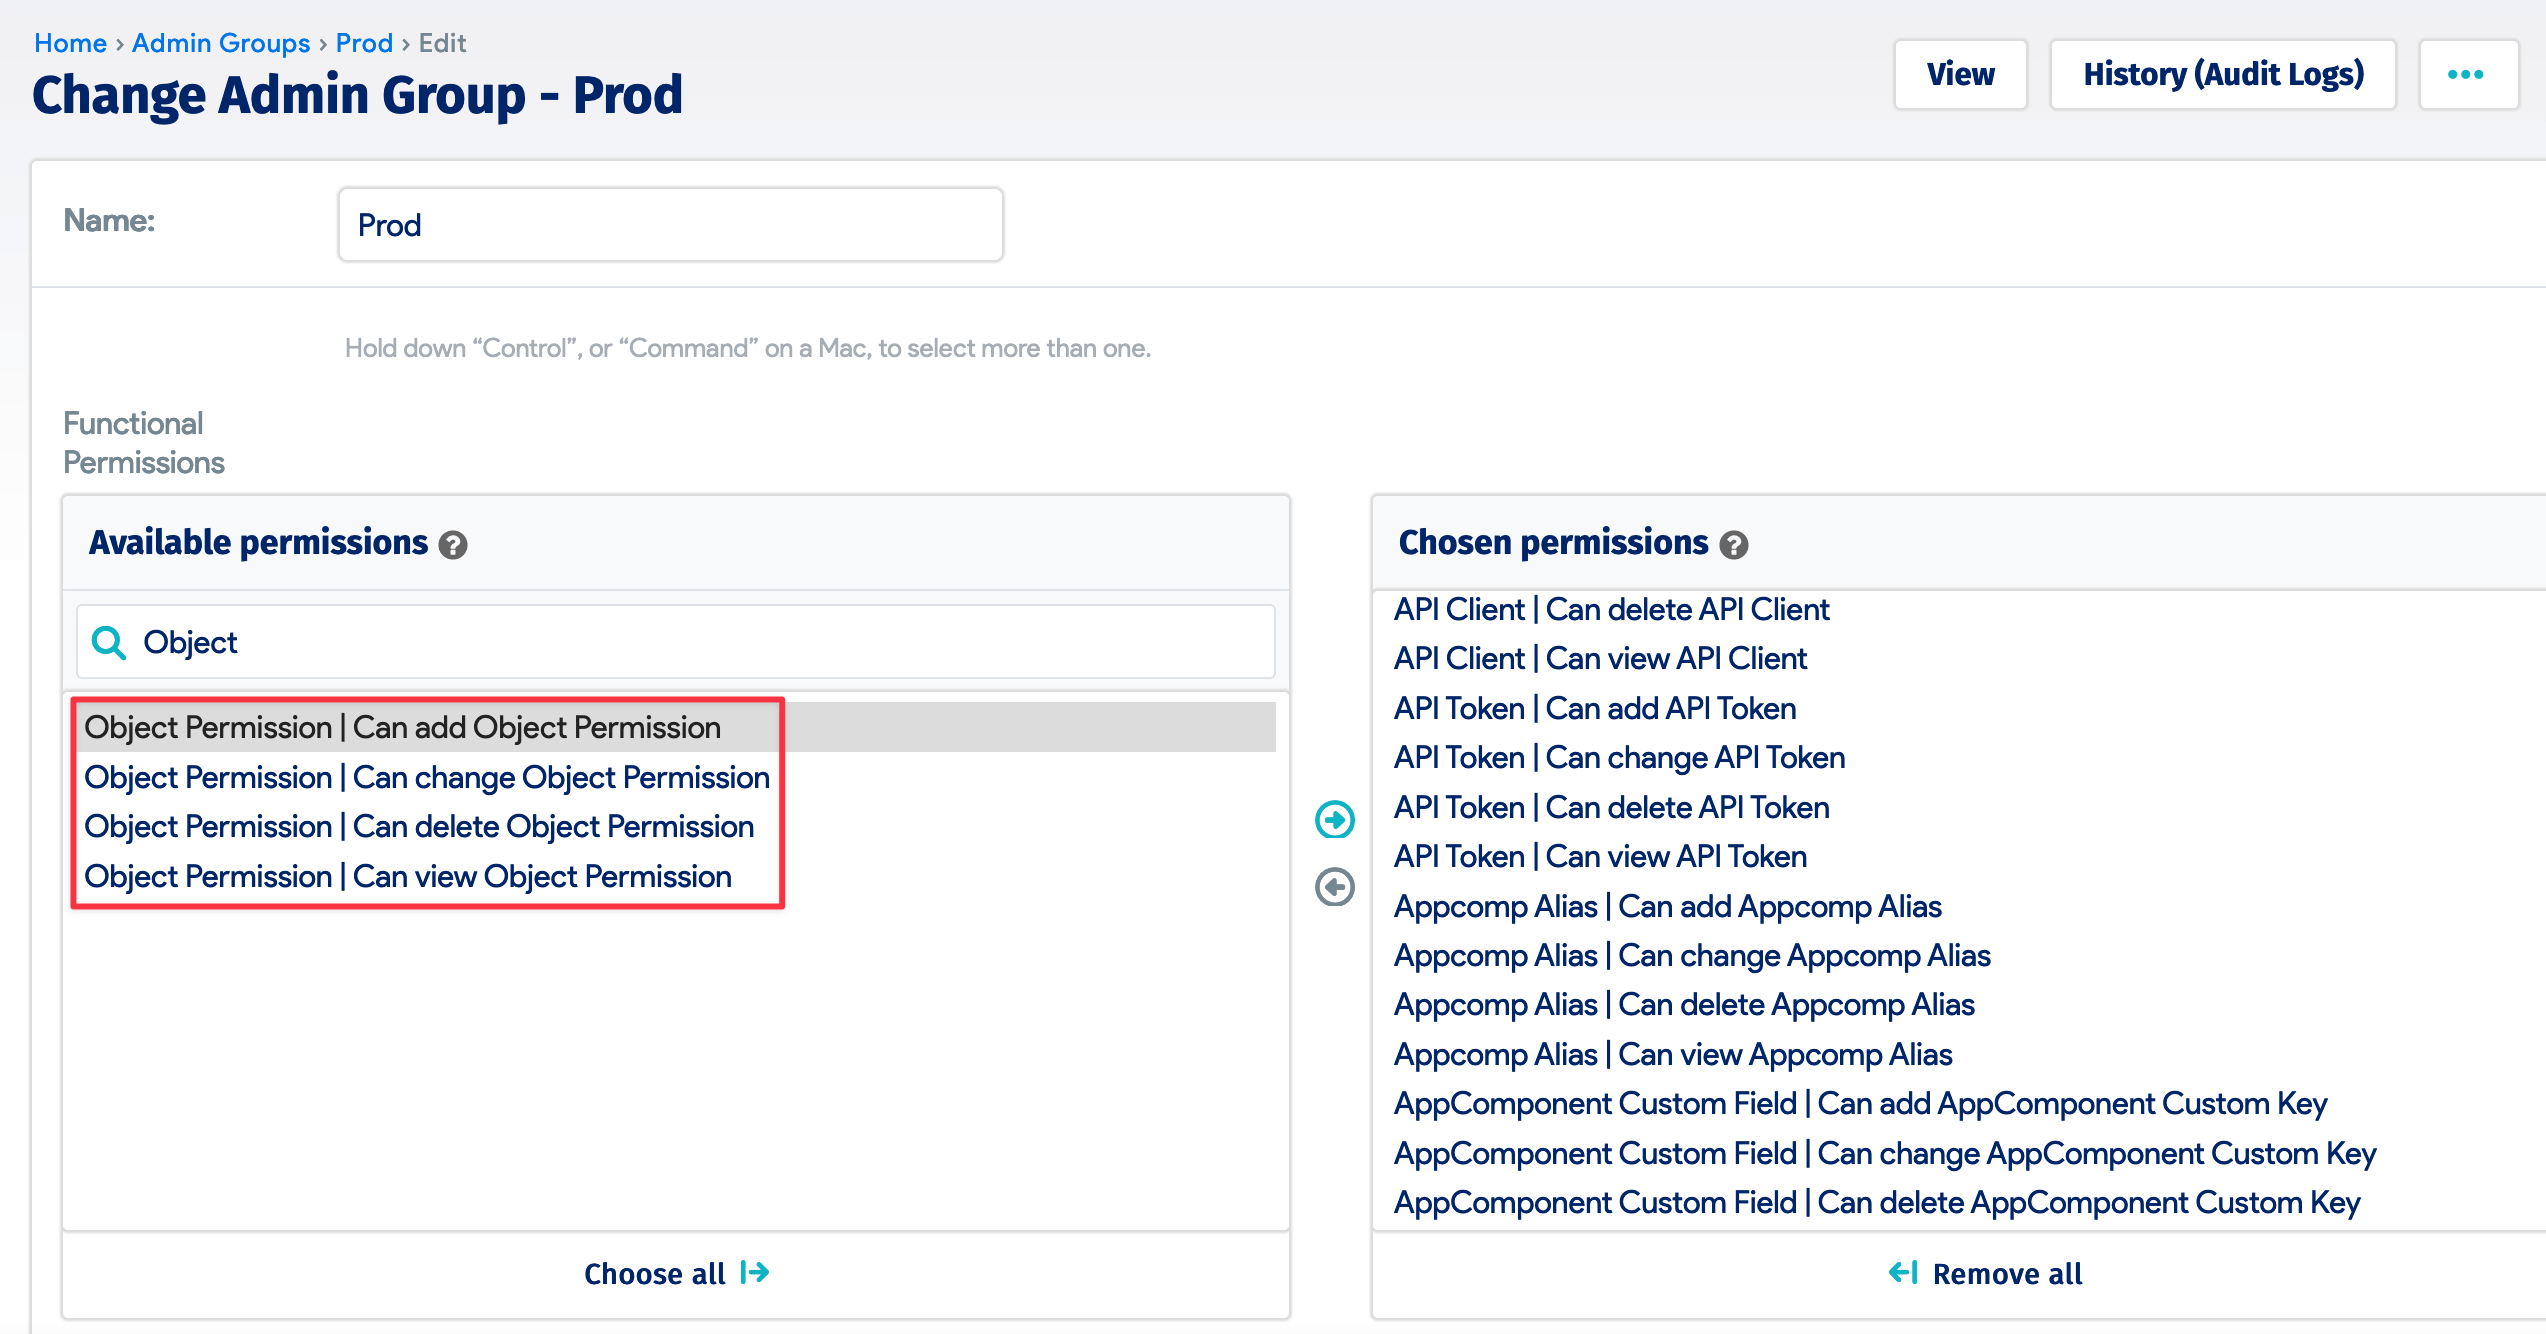 Home › Admin Groups › Prod › Edit
Change Admin Group - Prod
View
History (Audit Logs)
Name:
Prod
Hold down “Control”, or “Command” on a Mac, to select more than one.
Functional
Permissions
Available permissions ?
Object
Object Permission | Can add Object Permission
Object Permission | Can change Object Permission
Object Permission | Can delete Object Permission
Object Permission | Can view Object Permission
Choose all
Chosen permissions ?
API Client | Can delete API Client
API Client | Can view API Client
API Token | Can add API Token
API Token | Can change API Token
API Token | Can delete API Token
API Token | Can view API Token
Appcomp Alias | Can add Appcomp Alias
Appcomp Alias | Can change Appcomp Alias
Appcomp Alias | Can delete Appcomp Alias
Appcomp Alias | Can view Appcomp Alias
AppComponent Custom Field | Can add AppComponent Custom Key
AppComponent Custom Field | Can change AppComponent Custom Key
AppComponent Custom Field | Can delete AppComponent Custom Key
Remove all